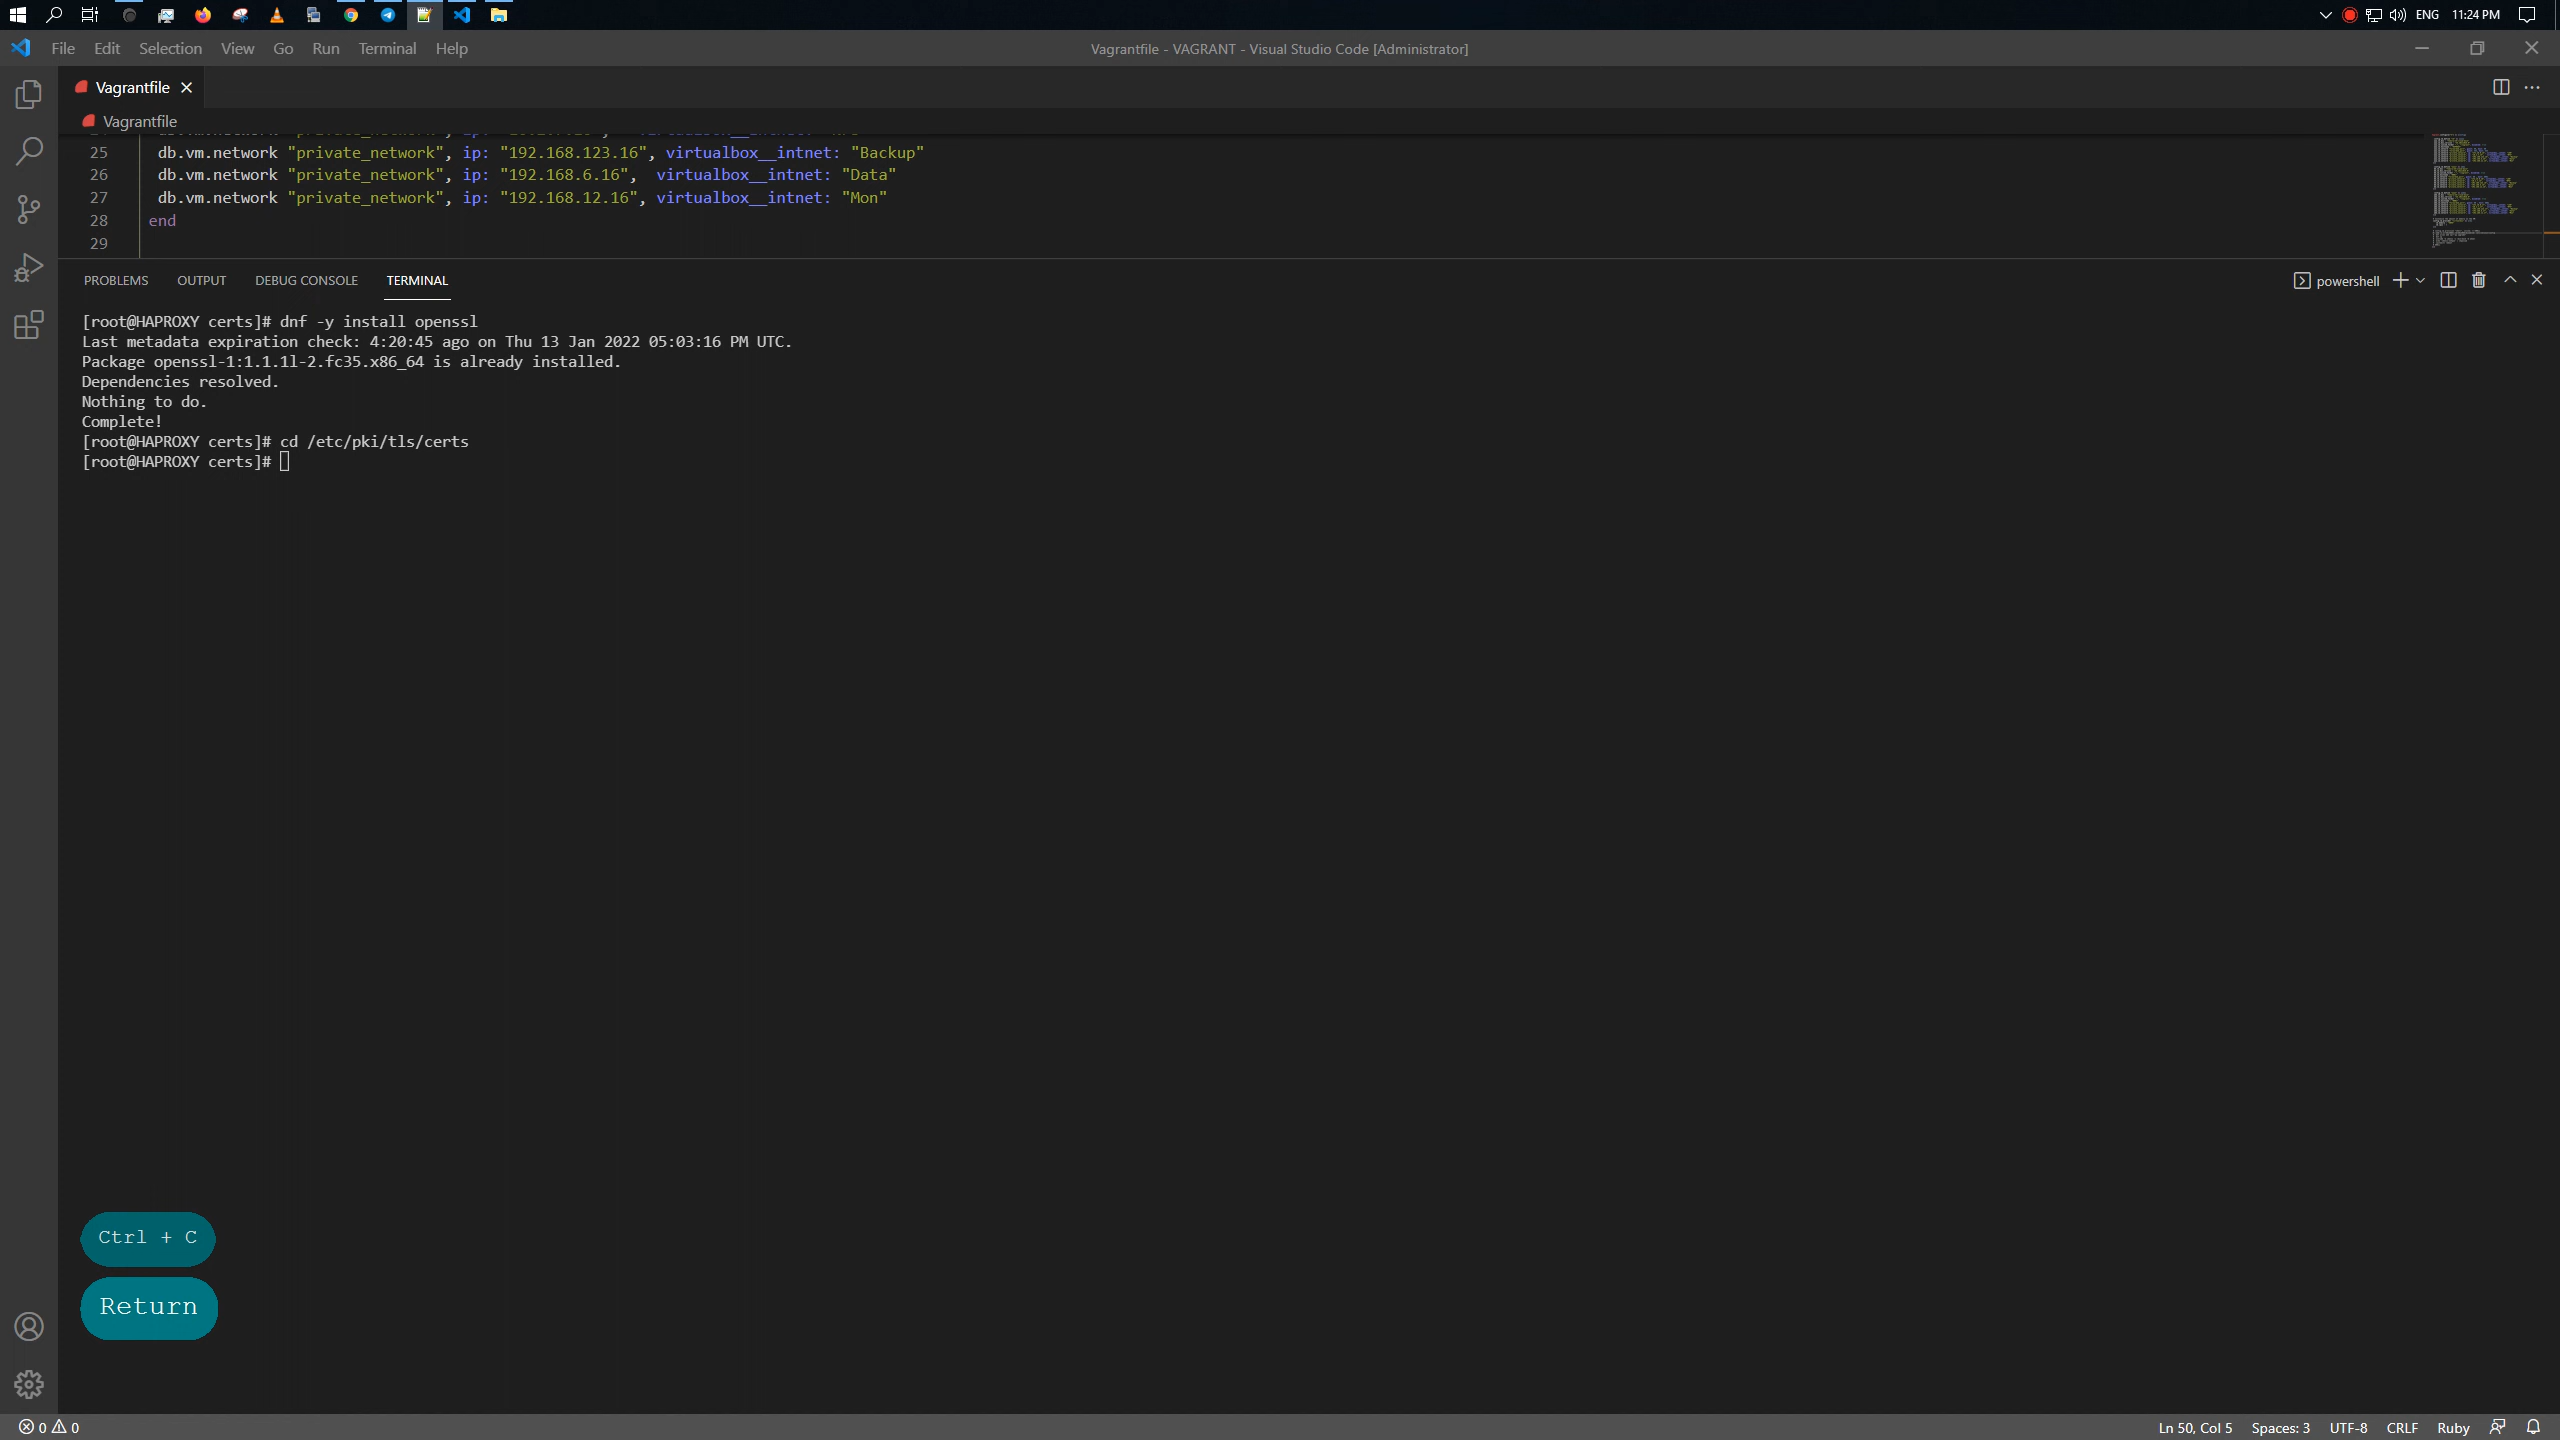 ENG 11:24 PM
File Edit Selection View Go Run Terminal Help
Vagrantfile - VAGRANT - Visual Studio Code [Administrator]
Vagrantfile
Vagrantfile
25 db.vm.network "private_network", ip: "192.168.123.16", virtualbox__intnet: "Backup"
26 db.vm.network "private_network", ip: "192.168.6.16",  virtualbox__intnet: "Data"
27 db.vm.network "private_network", ip: "192.168.12.16", virtualbox__intnet: "Mon"
28 end
29
PROBLEMS OUTPUT DEBUG CONSOLE TERMINAL
powershell
[root@HAPROXY certs]# dnf -y install openssl
Last metadata expiration check: 4:20:45 ago on Thu 13 Jan 2022 05:03:16 PM UTC.
Package openssl-1:1.1.1l-2.fc35.x86_64 is already installed.
Dependencies resolved.
Nothing to do.
Complete!
[root@HAPROXY certs]# cd /etc/pki/tls/certs
[root@HAPROXY certs]#
Ctrl + C
Return
0 0
Ln 50, Col 5 Spaces: 3 UTF-8 CRLF Ruby